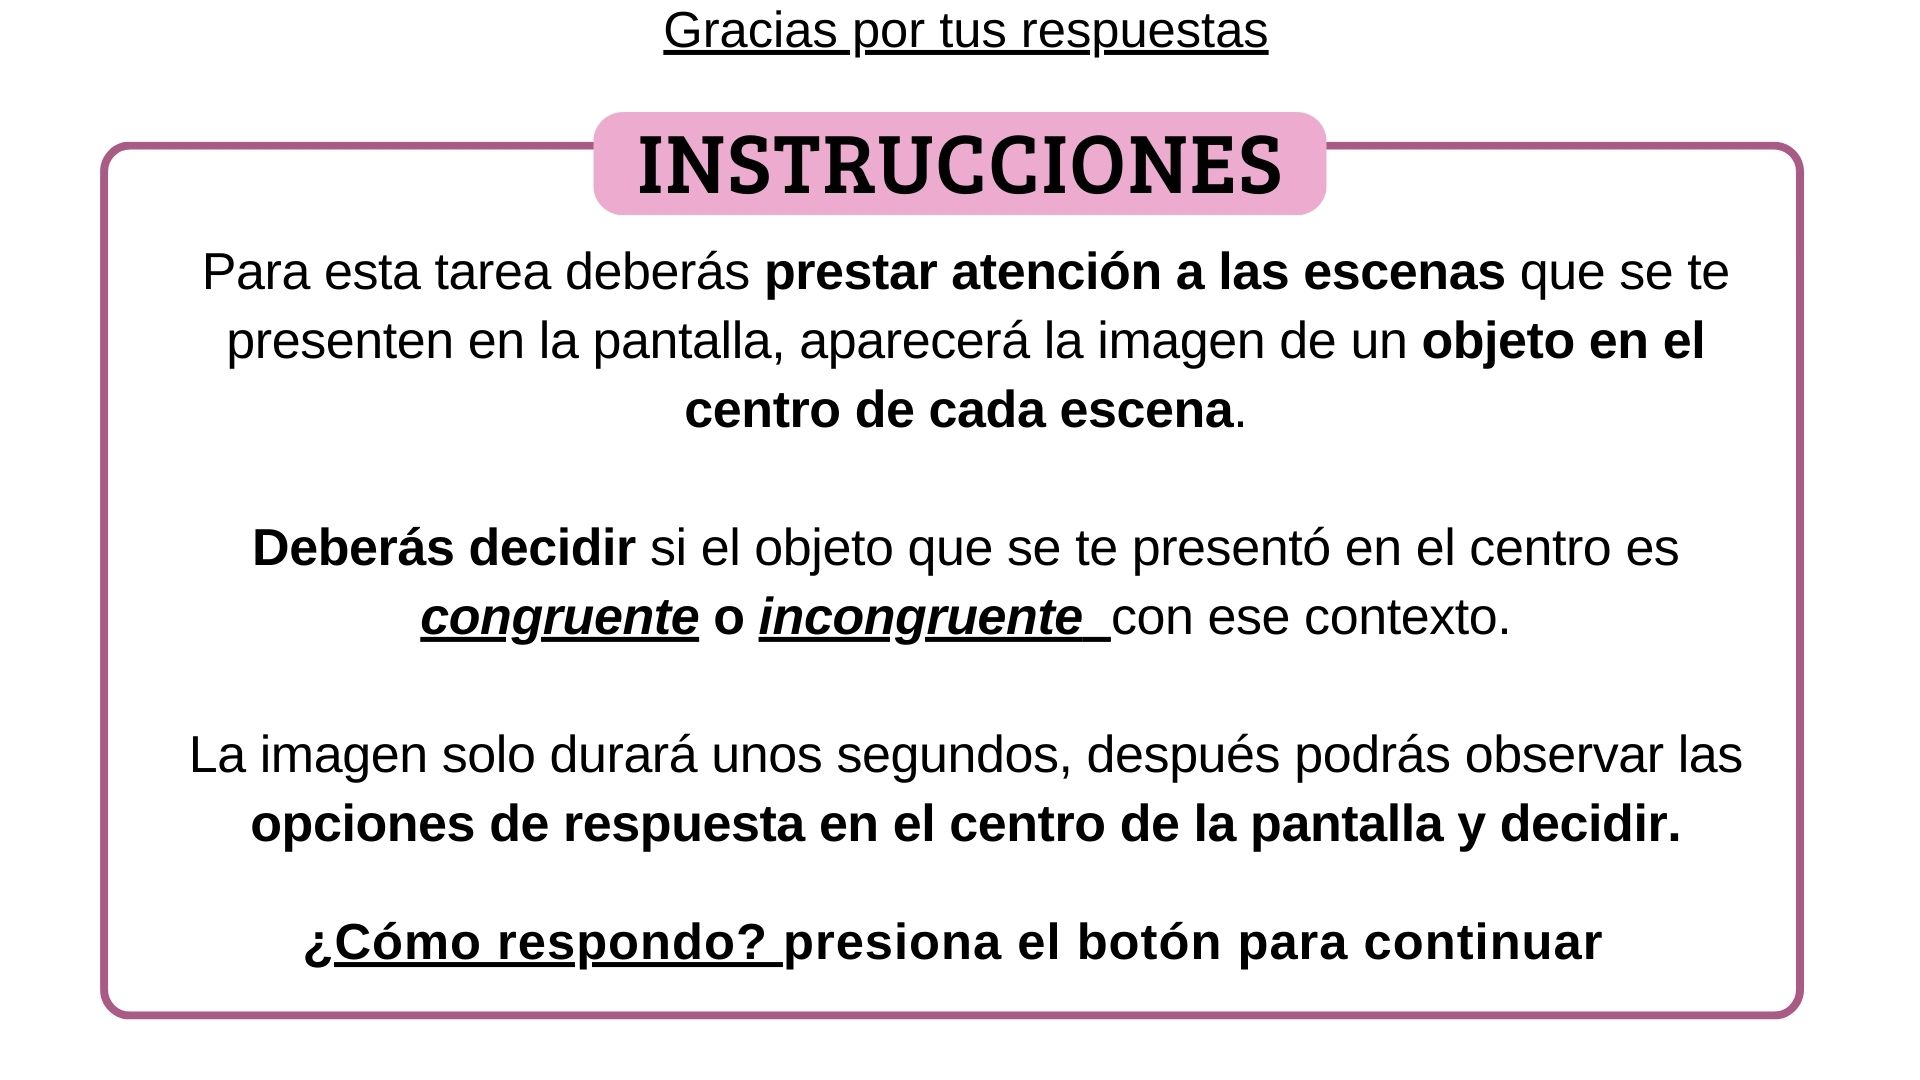 Gracias por tus respuestas
INSTRUCCIONES
Para esta tarea deberás prestar atención a las escenas que se te
presenten en la pantalla, aparecerá la imagen de un objeto en el
centro de cada escena.
Deberás decidir si el objeto que se te presentó en el centro es
congruente o incongruente con ese contexto.
La imagen solo durará unos segundos, después podrás observar las
opciones de respuesta en el centro de la pantalla y decidir.
¿Cómo respondo? presiona el botón para continuar